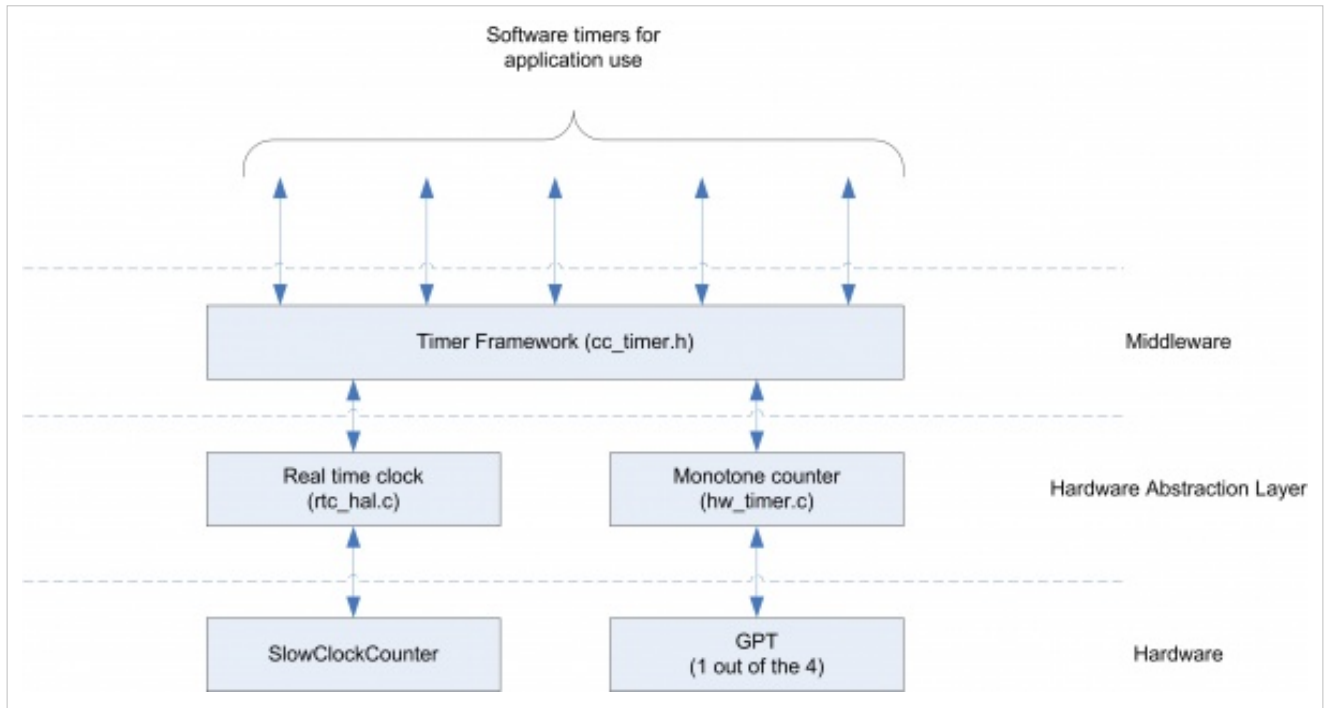 Software timers for
application use
Timer Framework (cc_timer.h)
Middleware
Real time clock
(rtc_hal.c)
Monotone counter
(hw_timer.c)
Hardware Abstraction Layer
SlowClockCounter
GPT
(1 out of the 4)
Hardware